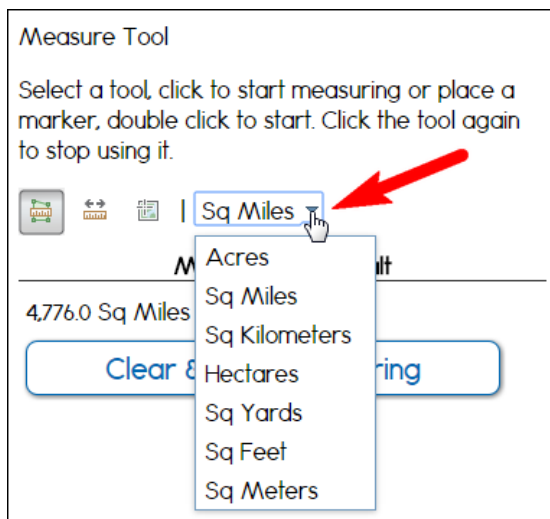 Measure Tool
Select a tool, click to start measuring or place a
marker, double click to start. Click the tool again
to stop using it.
| Sq Miles
4,776.0 Sq Miles
Clear &
Acres
Sq Miles
Sq Kilometers
Hectares
Sq Yards
Sq Feet
Sq Meters